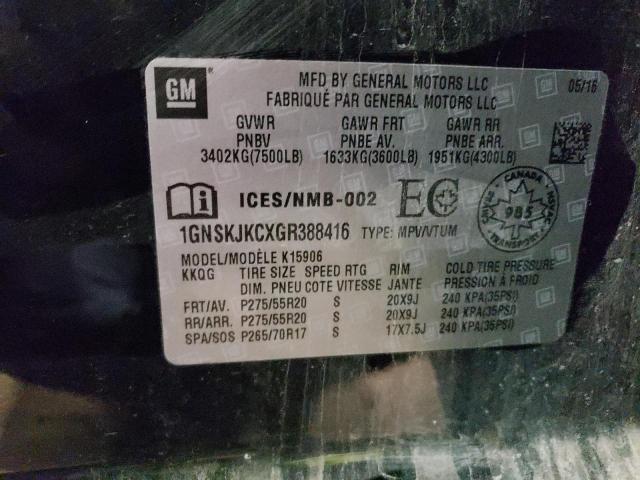 GM
MFD BY GENERAL MOTORS LLC
05/16
FABRIQUÉ PAR GENERAL MOTORS LLC
GVWR GAWR FRT GAWR RR
PNBV PNBE AV. PNBE ARR.
3402KG(7500LB) 1633KG(3600LB) 1951KG(4300LB)
ICES/NMB-002 EC
CANADA
985
TRANSPORT
1GNSKJKCXGR388416 TYPE: MPV/VTUM
MODEL/MODÈLE K15906
KKQG TIRE SIZE SPEED RTG RIM COLD TIRE PRESSURE
DIM. PNEU COTE VITESSE JANTE PRESSION À FROID
FRT/AV. P275/55R20 S 20X9J 240 KPA(35PSI)
RR/ARR. P275/55R20 S 20X9J 240 KPA(35PSI)
SPA/SOS P265/70R17 S 17X7.5J 240 KPA(35PSI)